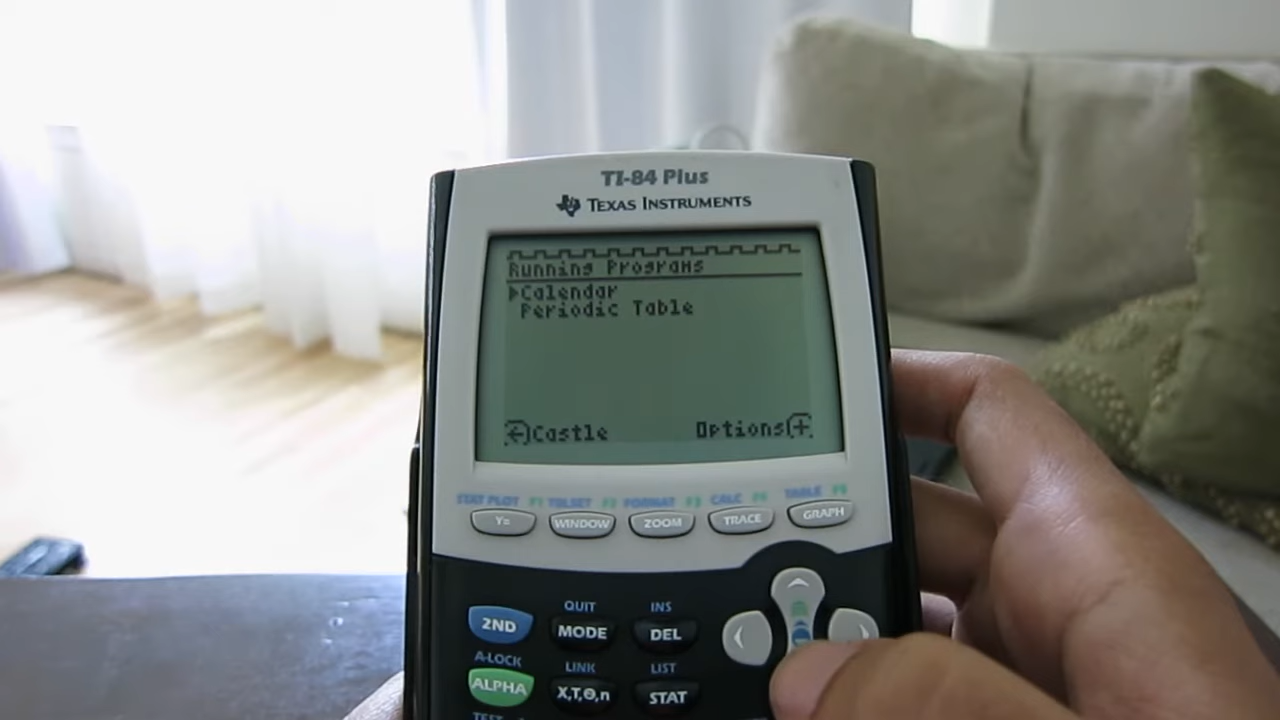 TI-84 Plus
TEXAS INSTRUMENTS
Running Programs
Calendar
Periodic Table
Castle
Options
STAT PLOT F1 TBLSET F2 FORMAT F3 CALC F4 TABLE F5
Y= WINDOW ZOOM TRACE GRAPH
QUIT INS
2ND MODE DEL
A-LOCK LINK LIST
ALPHA X,T,Θ,n STAT
TEST